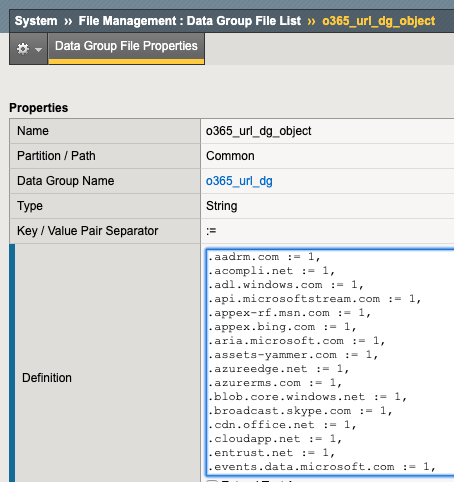 System ›› File Management : Data Group File List ›› o365_url_dg_object
Data Group File Properties
Properties
Name o365_url_dg_object
Partition / Path Common
Data Group Name o365_url_dg
Type String
Key / Value Pair Separator :=
Definition
.aadrm.com := 1,
.acompli.net := 1,
.adl.windows.com := 1,
.api.microsoftstream.com := 1,
.appex-rf.msn.com := 1,
.appex.bing.com := 1,
.aria.microsoft.com := 1,
.assets-yammer.com := 1,
.azureedge.net := 1,
.azurerms.com := 1,
.blob.core.windows.net := 1,
.broadcast.skype.com := 1,
.cdn.office.net := 1,
.cloudapp.net := 1,
.entrust.net := 1,
.events.data.microsoft.com := 1,